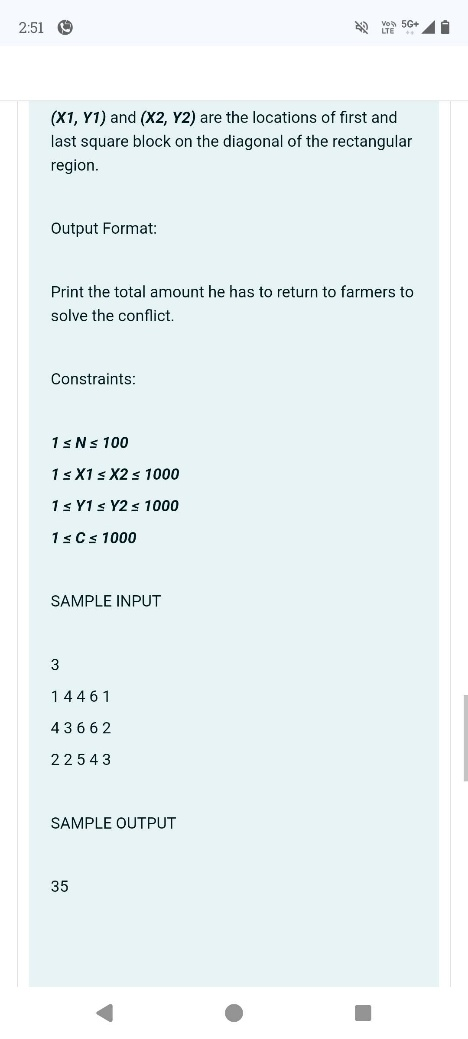 2:51
Vo)) 5G+
LTE
(X1, Y1) and (X2, Y2) are the locations of first and
last square block on the diagonal of the rectangular
region.
Output Format:
Print the total amount he has to return to farmers to
solve the conflict.
Constraints:
1 ≤ N ≤ 100
1 ≤ X1 ≤ X2 ≤ 1000
1 ≤ Y1 ≤ Y2 ≤ 1000
1 ≤ C ≤ 1000
SAMPLE INPUT
3
1 4 4 6 1
4 3 6 6 2
2 2 5 4 3
SAMPLE OUTPUT
35